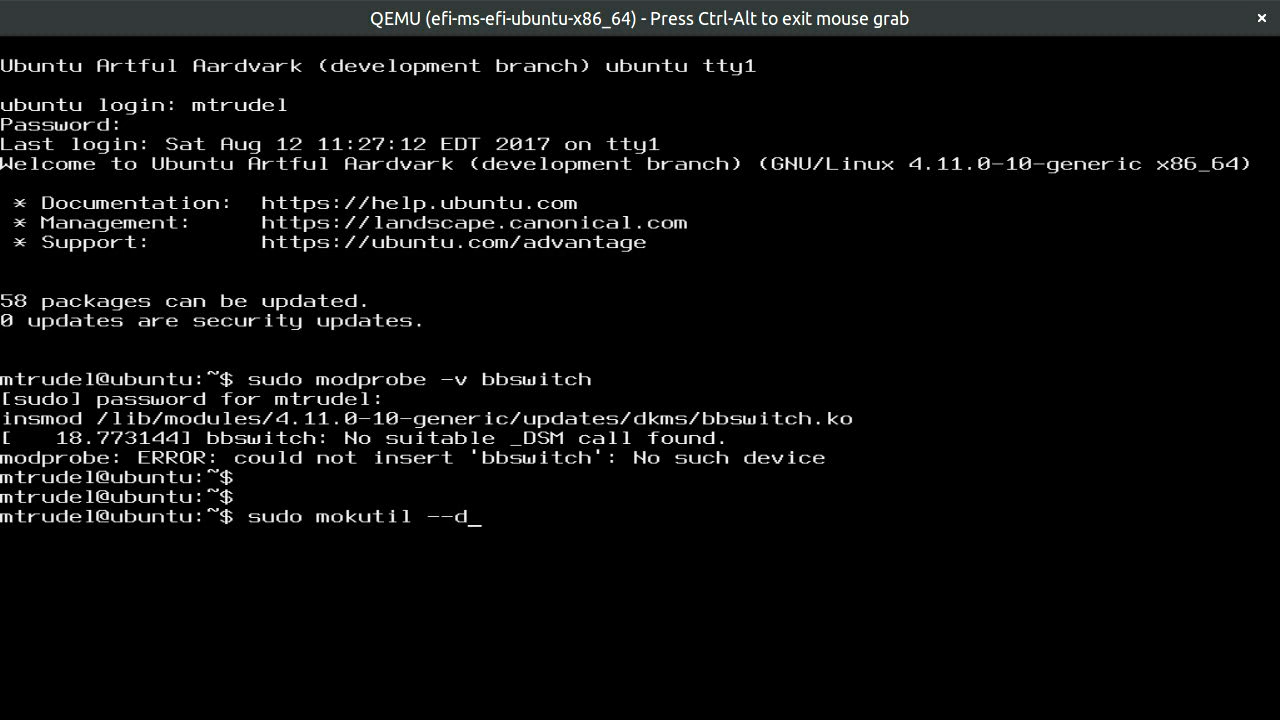 QEMU (efi-ms-efi-ubuntu-x86_64) - Press Ctrl-Alt to exit mouse grab
×
Ubuntu Artful Aardvark (development branch) ubuntu tty1
ubuntu login: mtrudel
Password:
Last login: Sat Aug 12 11:27:12 EDT 2017 on tty1
Welcome to Ubuntu Artful Aardvark (development branch) (GNU/Linux 4.11.0-10-generic x86_64)
* Documentation:  https://help.ubuntu.com
* Management:     https://landscape.canonical.com
* Support:        https://ubuntu.com/advantage
58 packages can be updated.
0 updates are security updates.
mtrudel@ubuntu:~$ sudo modprobe -v bbswitch
[sudo] password for mtrudel:
insmod /lib/modules/4.11.0-10-generic/updates/dkms/bbswitch.ko
[   18.773144] bbswitch: No suitable _DSM call found.
modprobe: ERROR: could not insert 'bbswitch': No such device
mtrudel@ubuntu:~$
mtrudel@ubuntu:~$
mtrudel@ubuntu:~$ sudo mokutil --d_